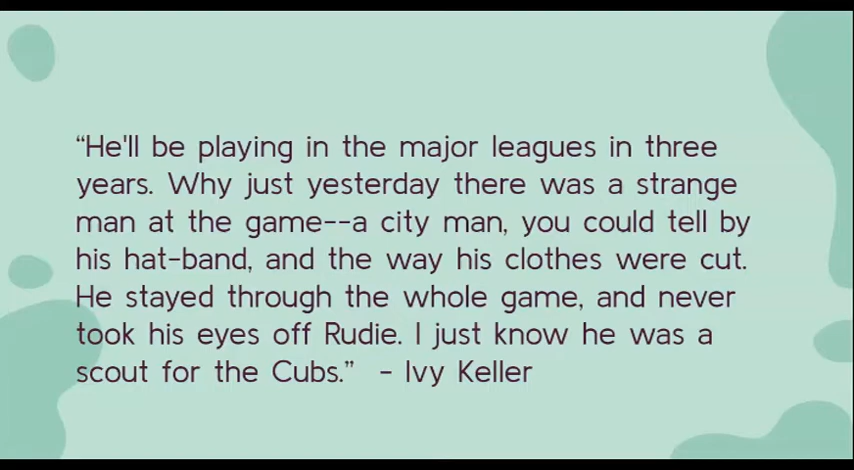 “He'll be playing in the major leagues in three
years. Why just yesterday there was a strange
man at the game--a city man, you could tell by
his hat-band, and the way his clothes were cut.
He stayed through the whole game, and never
took his eyes off Rudie. I just know he was a
scout for the Cubs.” - Ivy Keller